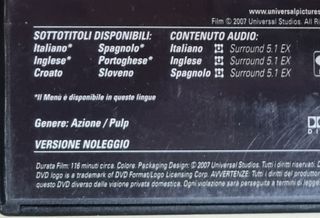 www.universalpictures
Film © 2007 Universal Studios. All
SOTTOTITOLI DISPONIBILI: CONTENUTO AUDIO:
Italiano* Spagnolo* Italiano Surround 5.1 EX
Inglese* Portoghese* Inglese Surround 5.1 EX
Croato Sloveno Spagnolo Surround 5.1 EX
*Il Menù è disponibile in queste lingue
Genere: Azione / Pulp
VERSIONE NOLEGGIO
Durata Film: 116 minuti circa. Colore. Packaging Design: © 2007 Universal Studios. Tutti i diritti riservati.
DVD logo is a trademark of DVD Format/Logo Licensing Corp. AVVERTENZE: Tutti i diritti del produttore
questo DVD diverso dalla visione privata domestica. Ogni violazione sarà perseguita a termini di legge